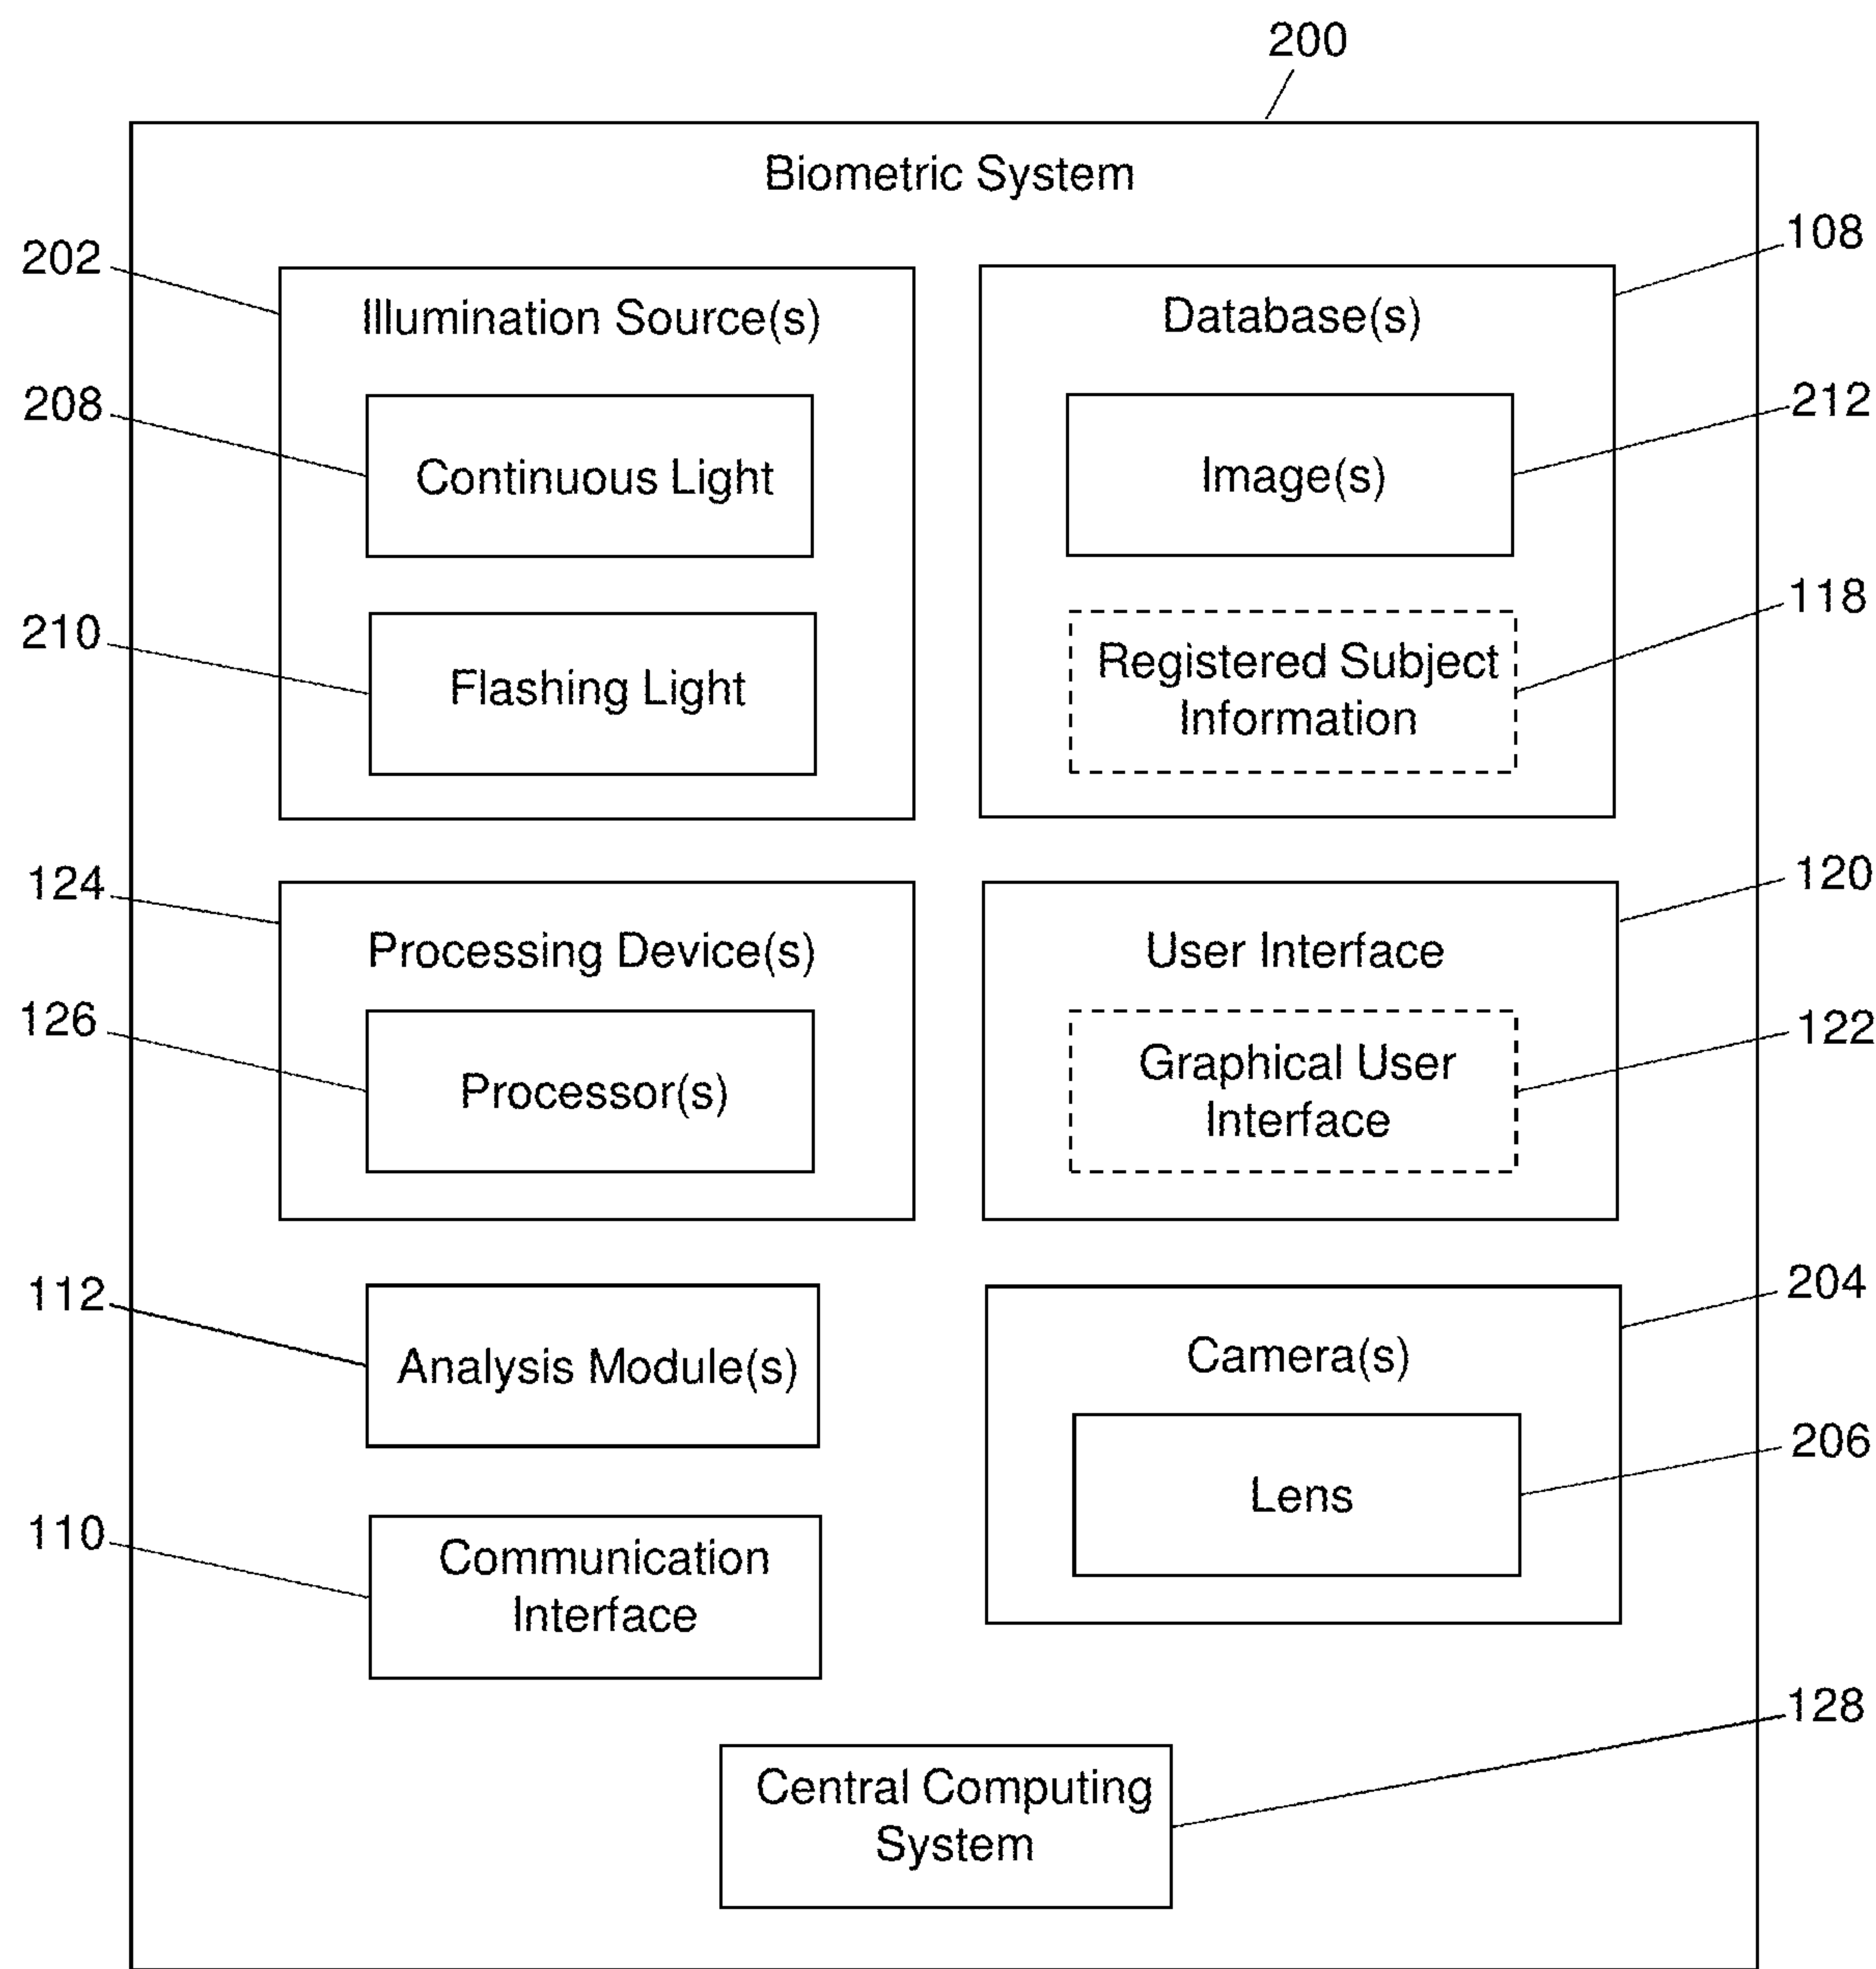 200
Biometric System
202
Illumination Source(s)
208
Continuous Light
210
Flashing Light
108
Database(s)
212
Image(s)
118
Registered Subject
Information
124
Processing Device(s)
126
Processor(s)
120
User Interface
122
Graphical User
Interface
112
Analysis Module(s)
204
Camera(s)
206
Lens
110
Communication
Interface
128
Central Computing
System